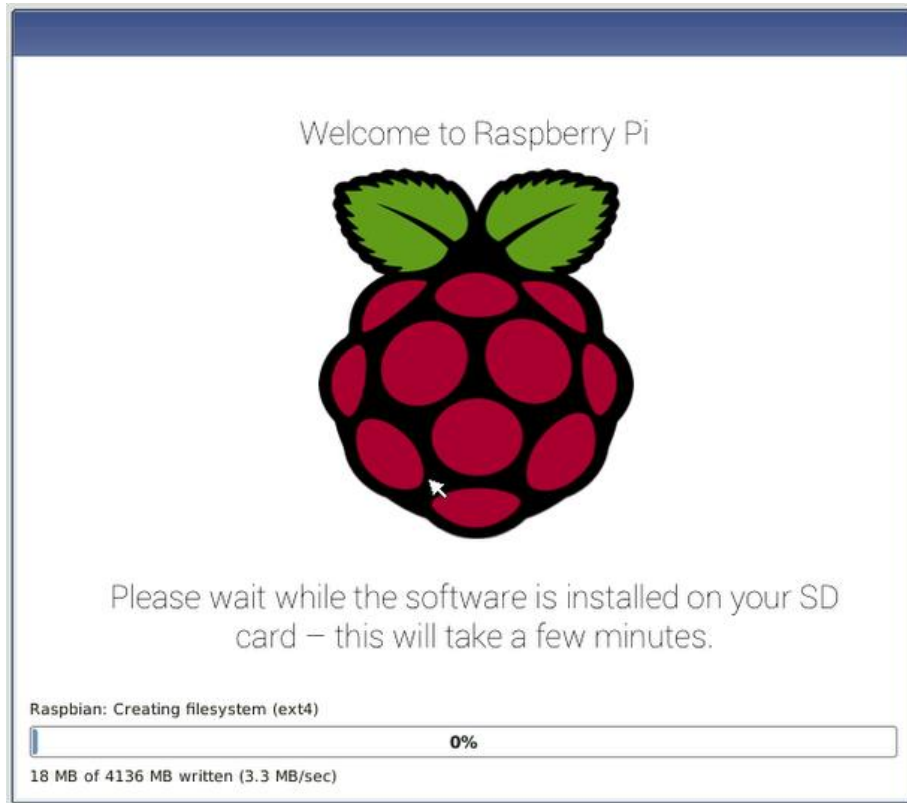 Welcome to Raspberry Pi
Please wait while the software is installed on your SD
card – this will take a few minutes.
Raspbian: Creating filesystem (ext4)
0%
18 MB of 4136 MB written (3.3 MB/sec)